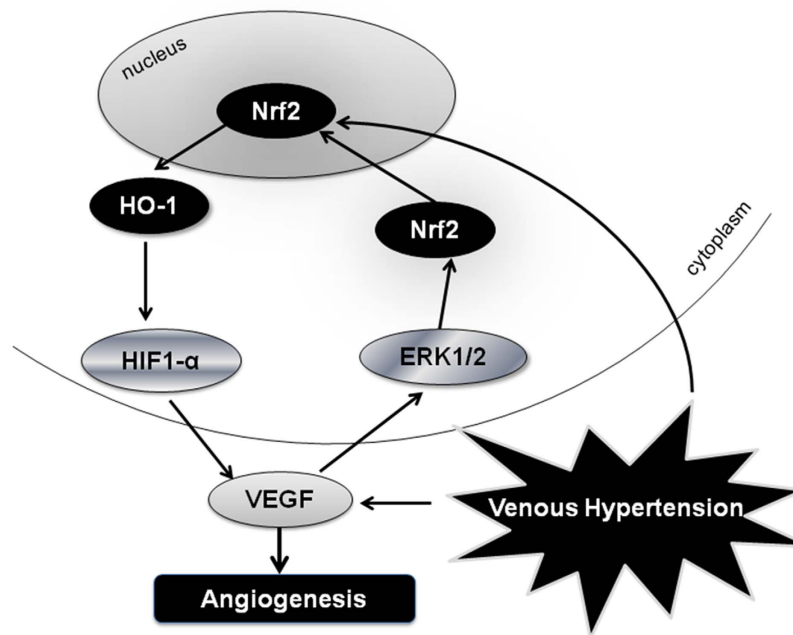 nucleus
Nrf2
HO-1
Nrf2
cytoplasm
HIF1-α
ERK1/2
VEGF
Venous Hypertension
Angiogenesis